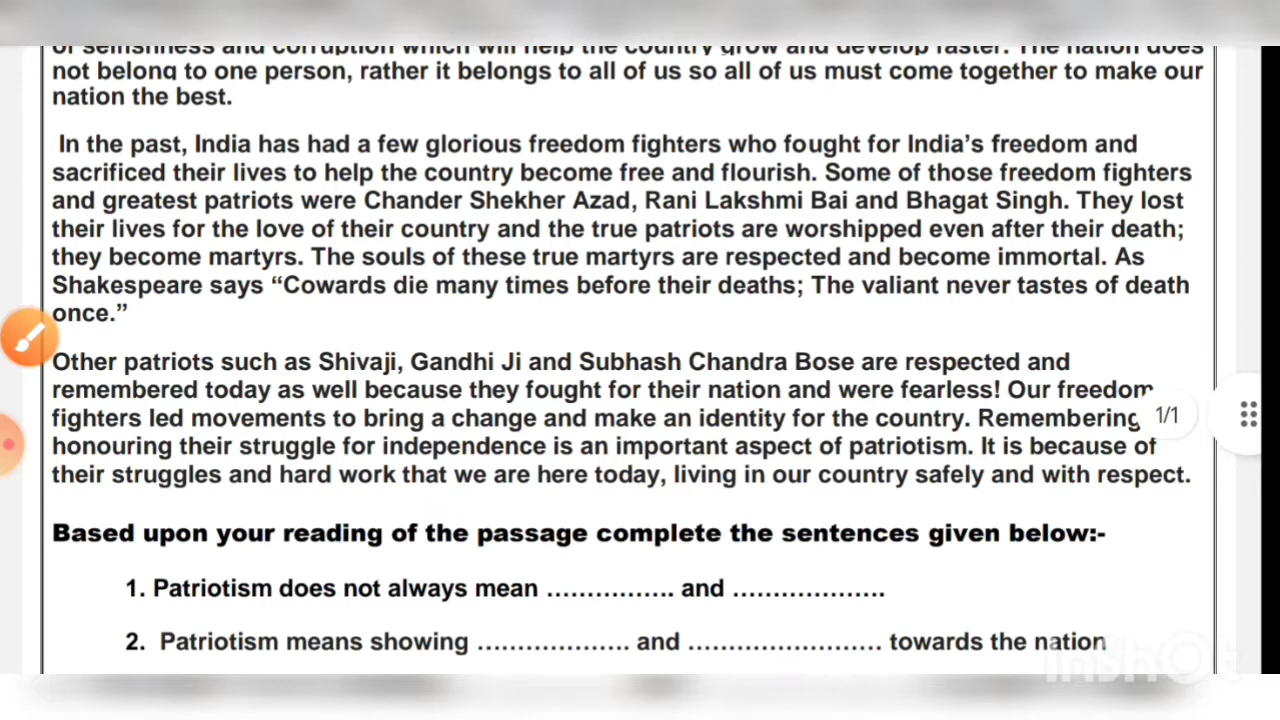 of selfishness and corruption which will help the country grow and develop faster. The nation does
not belong to one person, rather it belongs to all of us so all of us must come together to make our
nation the best.
In the past, India has had a few glorious freedom fighters who fought for India’s freedom and
sacrificed their lives to help the country become free and flourish. Some of those freedom fighters
and greatest patriots were Chander Shekher Azad, Rani Lakshmi Bai and Bhagat Singh. They lost
their lives for the love of their country and the true patriots are worshipped even after their death;
they become martyrs. The souls of these true martyrs are respected and become immortal. As
Shakespeare says “Cowards die many times before their deaths; The valiant never tastes of death
once.”
Other patriots such as Shivaji, Gandhi Ji and Subhash Chandra Bose are respected and
remembered today as well because they fought for their nation and were fearless! Our freedom
fighters led movements to bring a change and make an identity for the country. Remembering
1/1
honouring their struggle for independence is an important aspect of patriotism. It is because of
their struggles and hard work that we are here today, living in our country safely and with respect.
Based upon your reading of the passage complete the sentences given below:-
1. Patriotism does not always mean ................ and ...................
2. Patriotism means showing ................... and ........................ towards the nation
InShOt